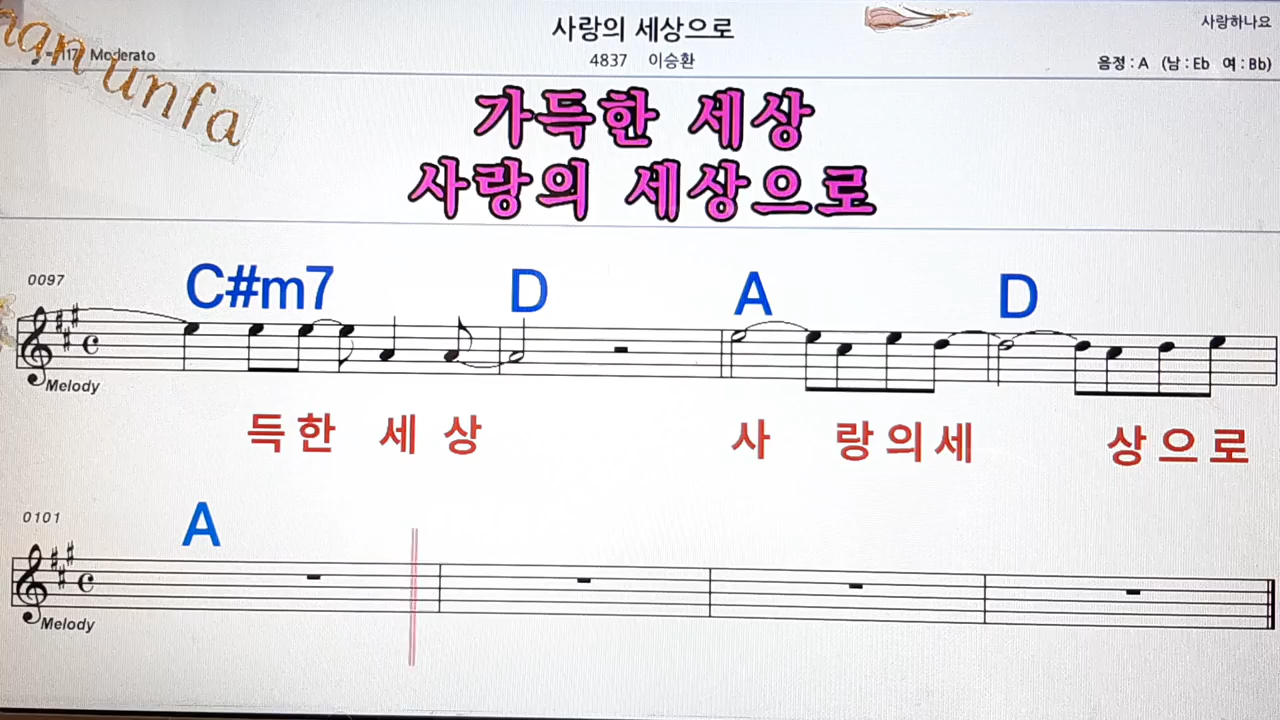 사랑의 세상으로
사랑하나요
Moderato
4837 이승환
음정 : A (남 : Eb 여 : Bb)
unfa
가득한 세상
사랑의 세상으로
0097
C#m7 D A D
Melody
득한 세 상 사 랑의세 상으로
0101
A
Melody